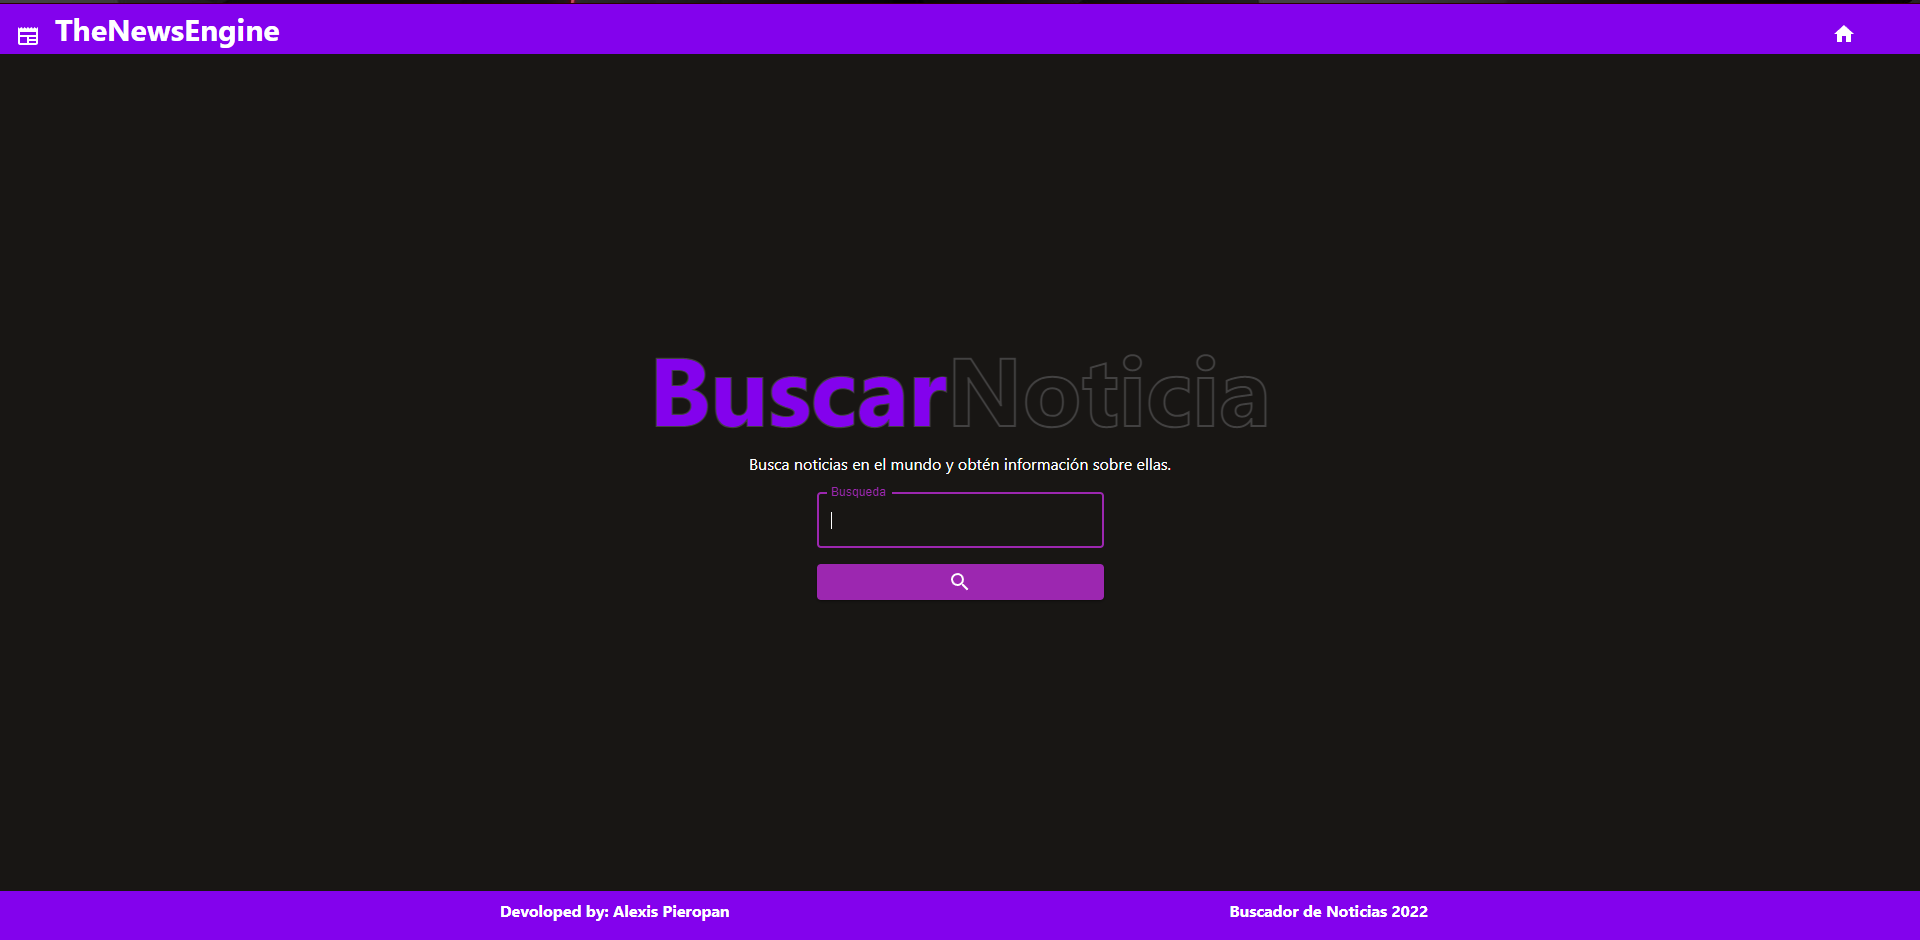 TheNewsEngine
BuscarNoticia
Busca noticias en el mundo y obtén información sobre ellas.
Busqueda
Devoloped by: Alexis Pieropan
Buscador de Noticias 2022